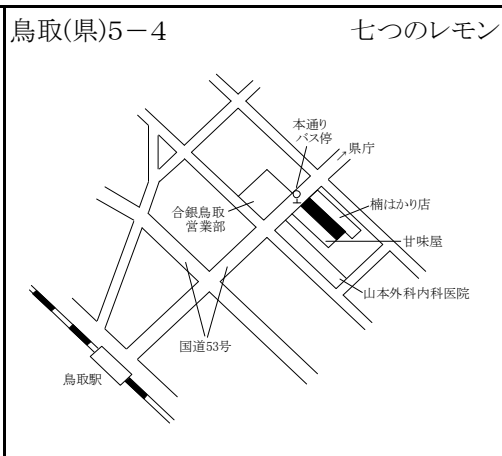 鳥取(県)5−4
七つのレモン
本通り
バス停
県庁
楠はかり店
合銀鳥取
営業部
甘味屋
山本外科内科医院
国道53号
鳥取駅